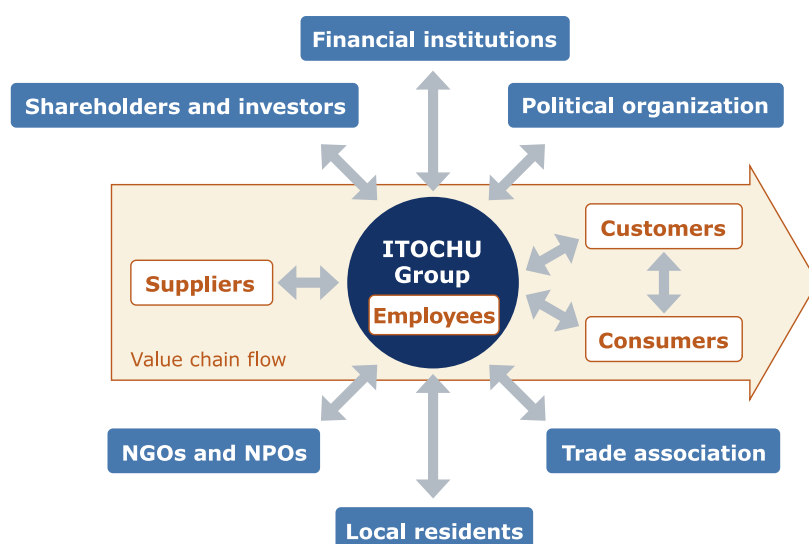 Financial institutions
Shareholders and investors
Political organization
ITOCHU
Group
Employees
Suppliers
Customers
Consumers
Value chain flow
NGOs and NPOs
Trade association
Local residents